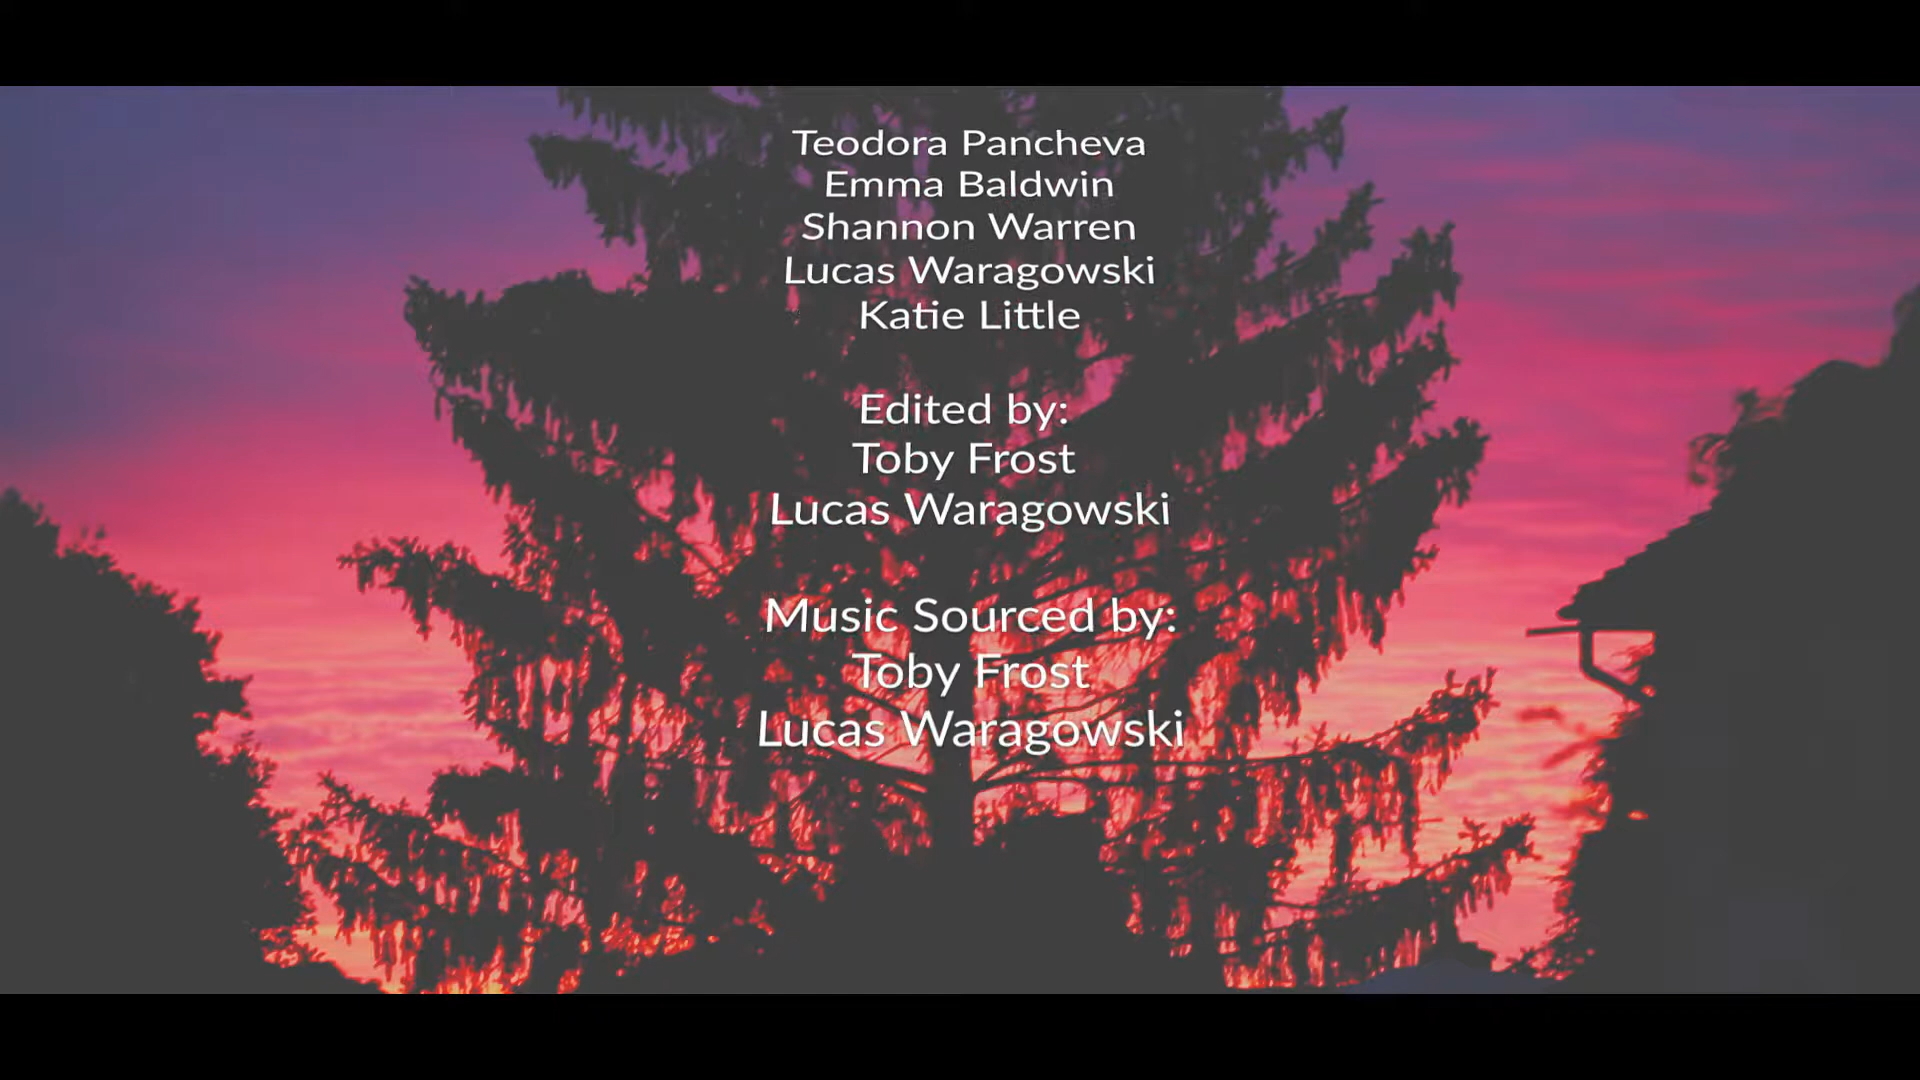 Teodora Pancheva
Emma Baldwin
Shannon Warren
Lucas Waragowski
Katie Little
Edited by:
Toby Frost
Lucas Waragowski
Music Sourced by:
Toby Frost
Lucas Waragowski